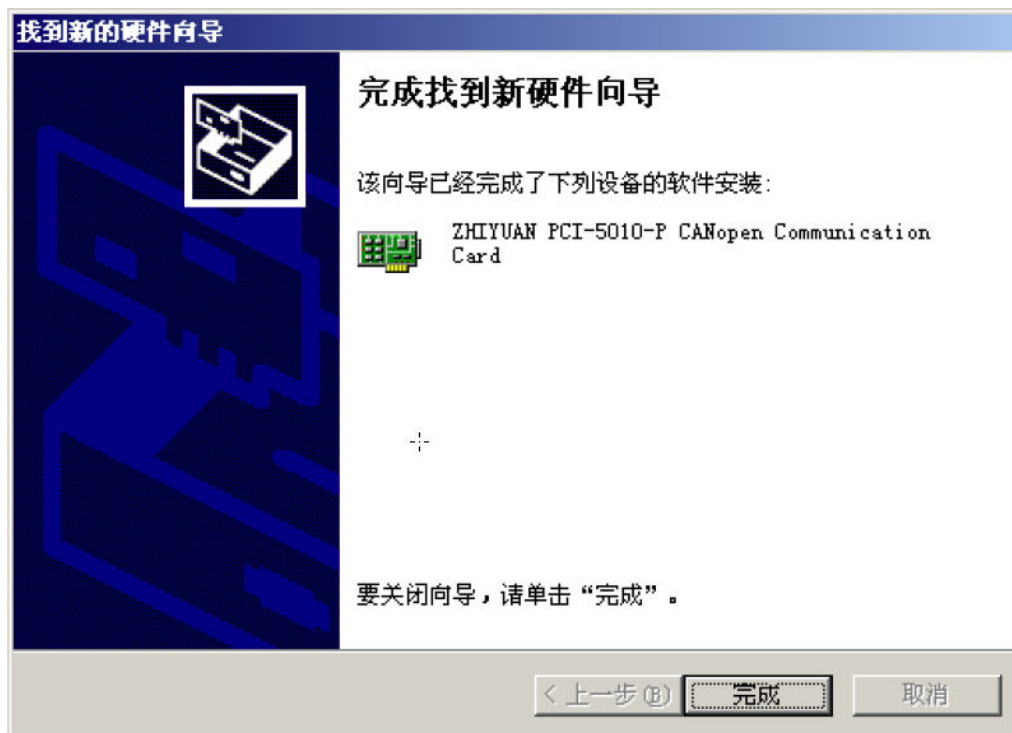 找到新的硬件向导
完成找到新硬件向导
该向导已经完成了下列设备的软件安装:
ZHIYUAN PCI-5010-P CANopen Communication
Card
要关闭向导，请单击“完成”。
< 上一步(B)
完成
取消